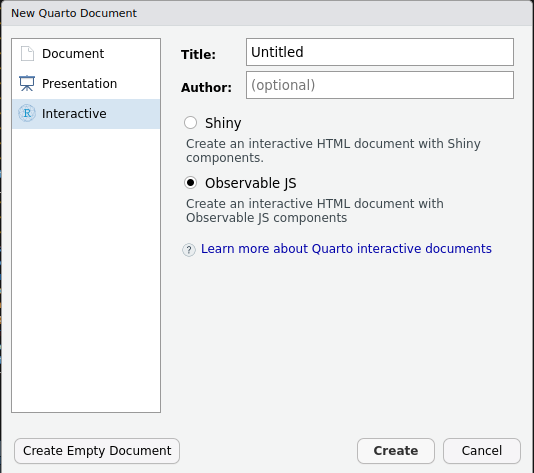 New Quarto Document
Document
Presentation
R Interactive
Title: Untitled
Author: (optional)
Shiny
Create an interactive HTML document with Shiny
components.
Observable JS
Create an interactive HTML document with
Observable JS components
? Learn more about Quarto interactive documents
Create Empty Document
Create
Cancel